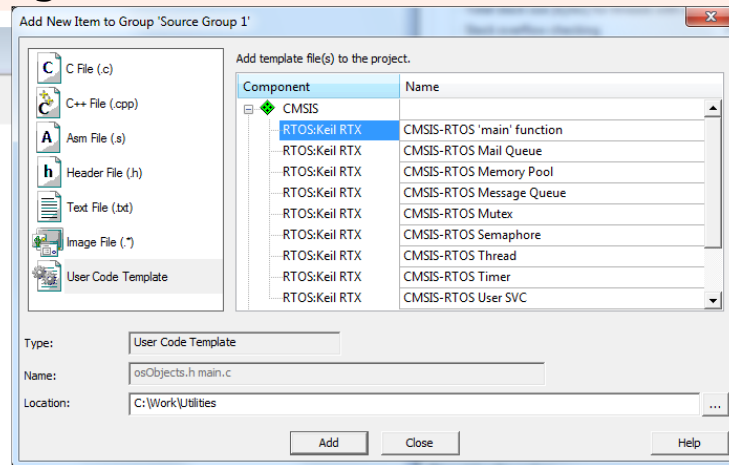 Add New Item to Group 'Source Group 1'
C C File (.c)
C++ File (.cpp)
A Asm File (.s)
h Header File (.h)
Text File (.txt)
Image File (.*)
User Code Template
Add template file(s) to the project.
Component Name
CMSIS
RTOS:Keil RTX CMSIS-RTOS 'main' function
RTOS:Keil RTX CMSIS-RTOS Mail Queue
RTOS:Keil RTX CMSIS-RTOS Memory Pool
RTOS:Keil RTX CMSIS-RTOS Message Queue
RTOS:Keil RTX CMSIS-RTOS Mutex
RTOS:Keil RTX CMSIS-RTOS Semaphore
RTOS:Keil RTX CMSIS-RTOS Thread
RTOS:Keil RTX CMSIS-RTOS Timer
RTOS:Keil RTX CMSIS-RTOS User SVC
Type: User Code Template
Name: osObjects.h main.c
Location: C:\Work\Utilities ...
Add Close Help